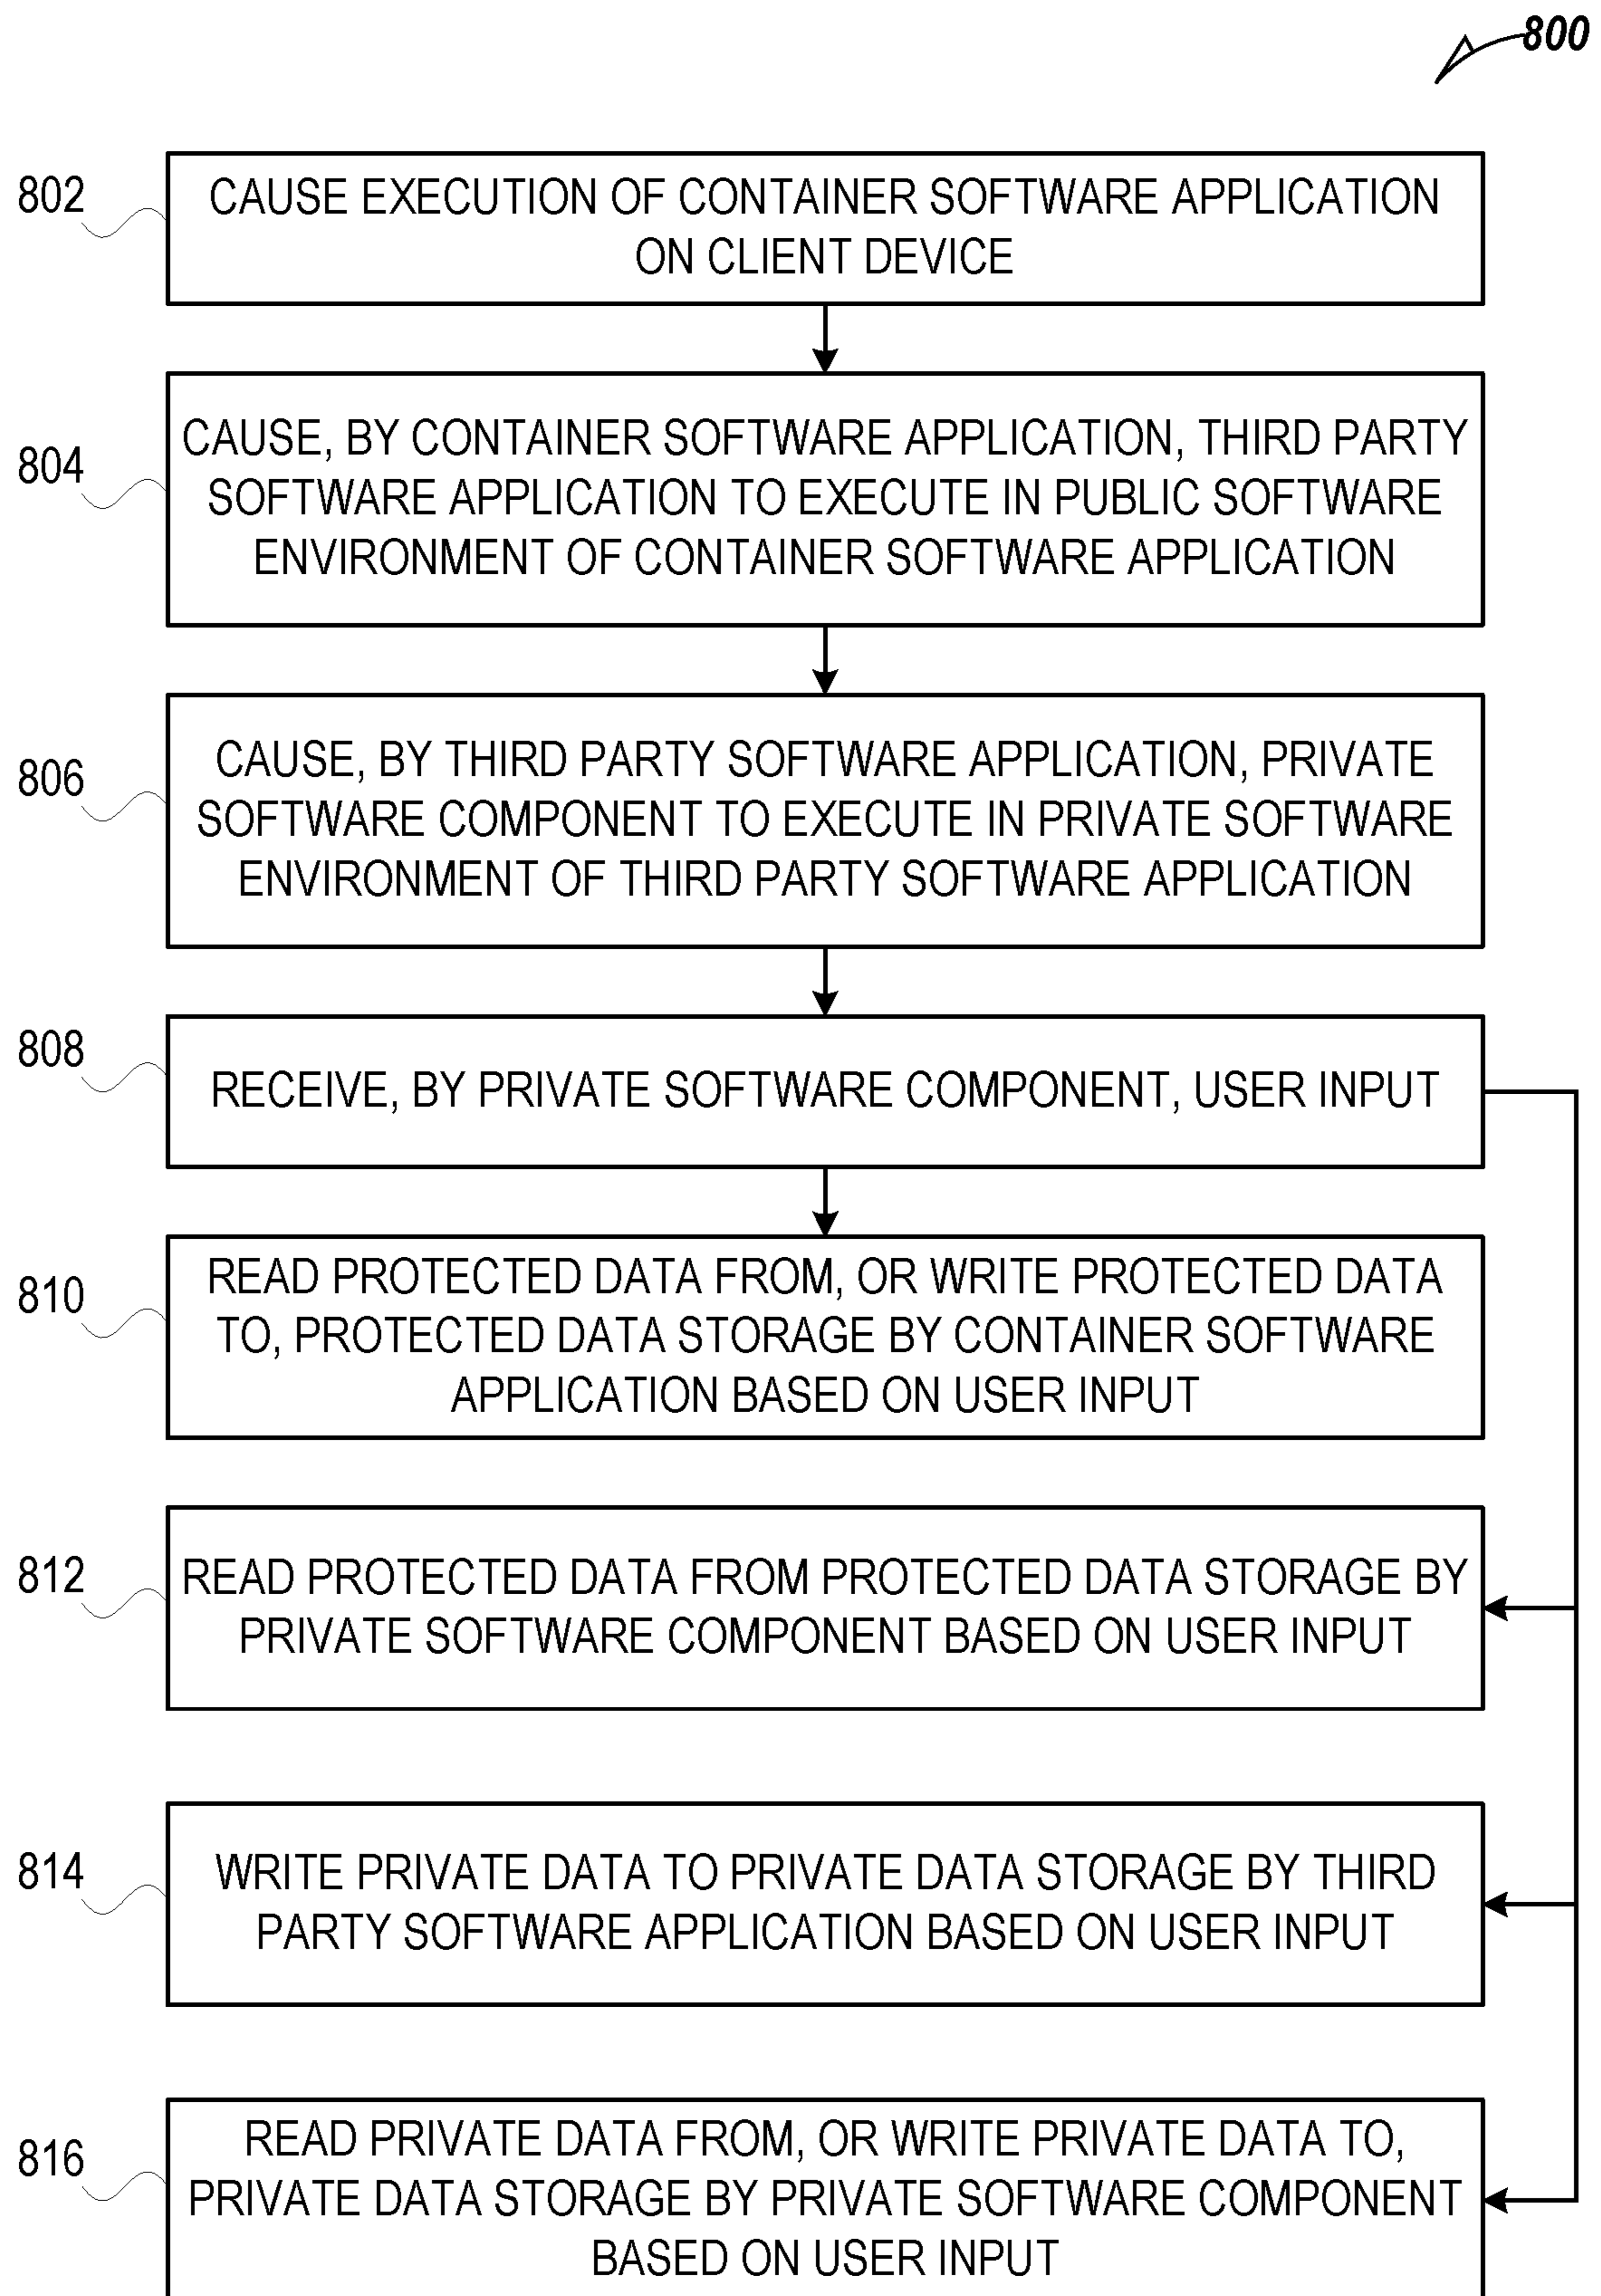 800
802
CAUSE EXECUTION OF CONTAINER SOFTWARE APPLICATION
ON CLIENT DEVICE
804
CAUSE, BY CONTAINER SOFTWARE APPLICATION, THIRD PARTY
SOFTWARE APPLICATION TO EXECUTE IN PUBLIC SOFTWARE
ENVIRONMENT OF CONTAINER SOFTWARE APPLICATION
806
CAUSE, BY THIRD PARTY SOFTWARE APPLICATION, PRIVATE
SOFTWARE COMPONENT TO EXECUTE IN PRIVATE SOFTWARE
ENVIRONMENT OF THIRD PARTY SOFTWARE APPLICATION
808
RECEIVE, BY PRIVATE SOFTWARE COMPONENT, USER INPUT
810
READ PROTECTED DATA FROM, OR WRITE PROTECTED DATA
TO, PROTECTED DATA STORAGE BY CONTAINER SOFTWARE
APPLICATION BASED ON USER INPUT
812
READ PROTECTED DATA FROM PROTECTED DATA STORAGE BY
PRIVATE SOFTWARE COMPONENT BASED ON USER INPUT
814
WRITE PRIVATE DATA TO PRIVATE DATA STORAGE BY THIRD
PARTY SOFTWARE APPLICATION BASED ON USER INPUT
816
READ PRIVATE DATA FROM, OR WRITE PRIVATE DATA TO,
PRIVATE DATA STORAGE BY PRIVATE SOFTWARE COMPONENT
BASED ON USER INPUT